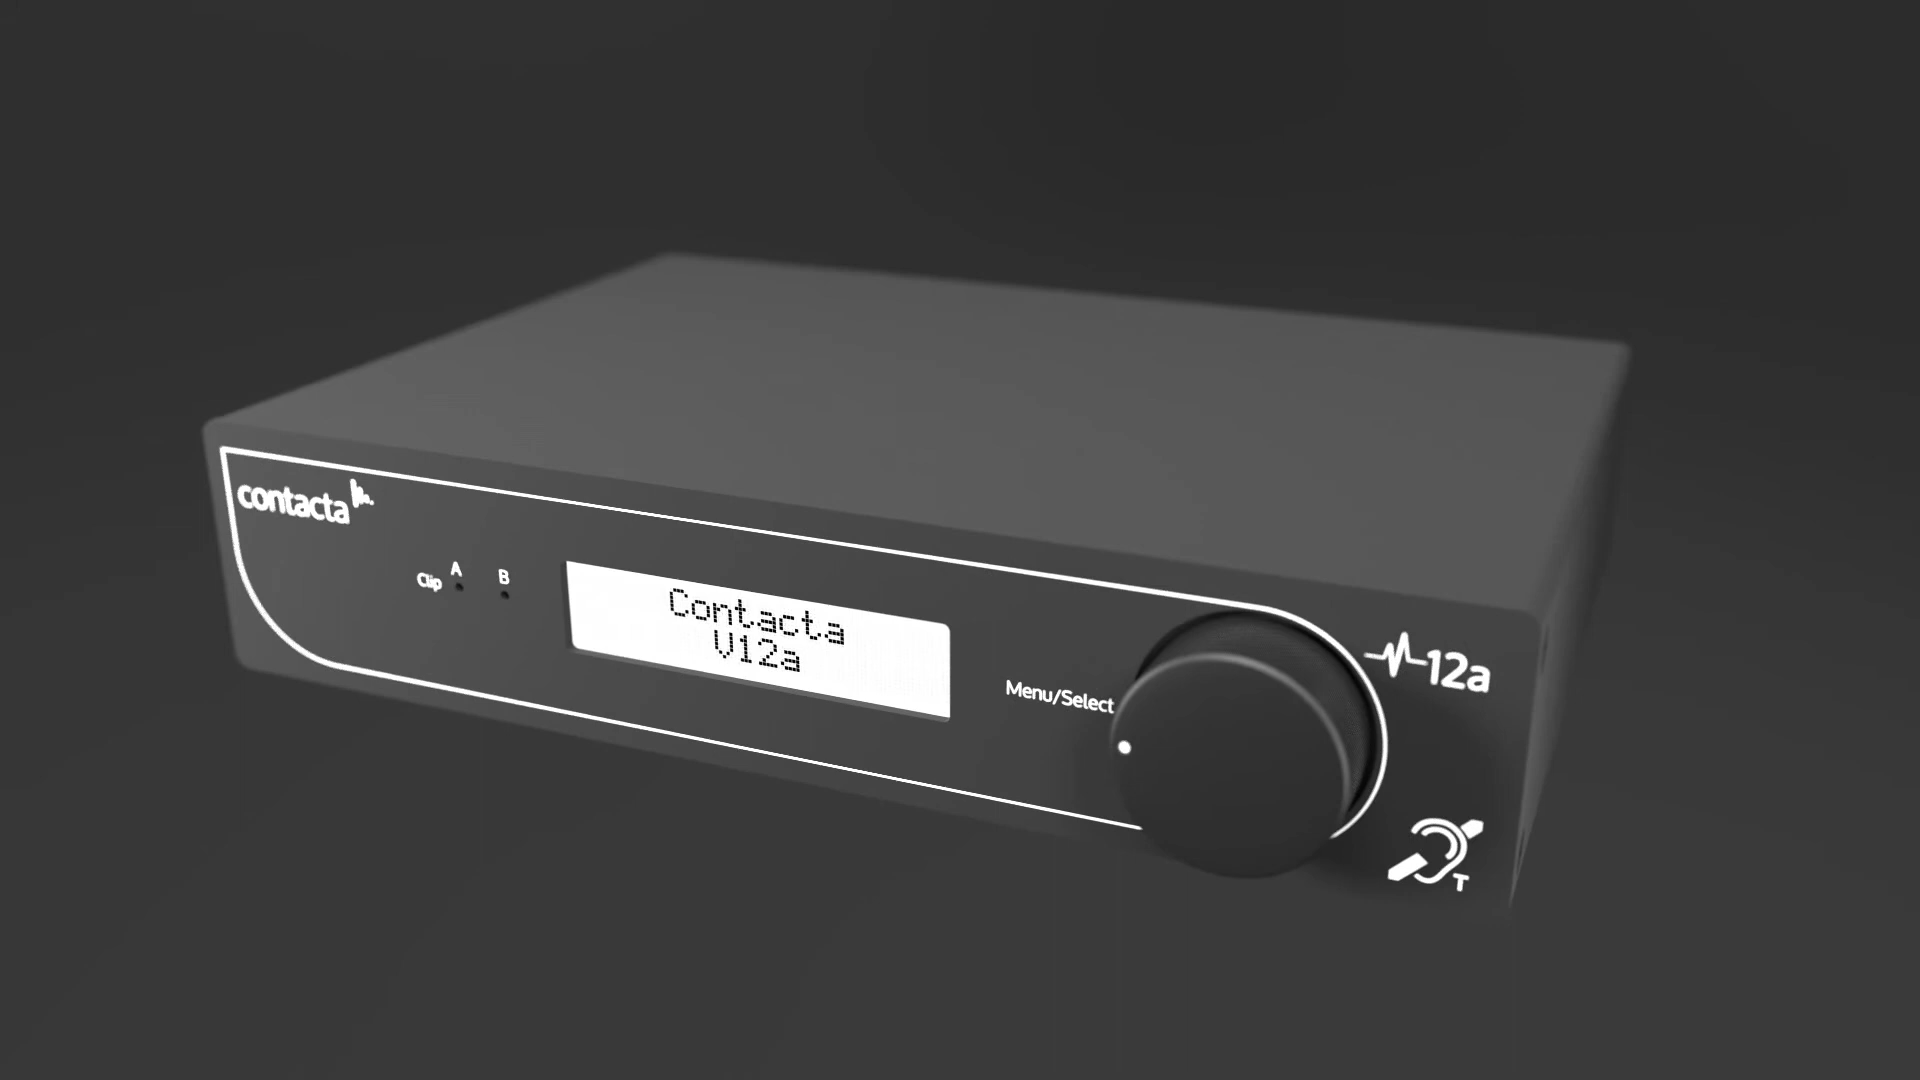 contacta
Clip A B
Contacta
V12a
Menu/Select
12a
T